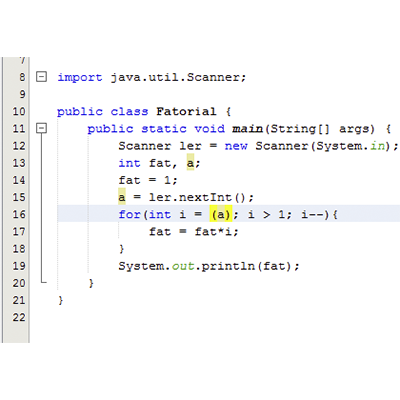 7
8 import java.util.Scanner;
9
10 public class Fatorial {
11 public static void main(String[] args) {
12 Scanner ler = new Scanner(System.in);
13 int fat, a;
14 fat = 1;
15 a = ler.nextInt();
16 for(int i = (a); i > 1; i--){
17 fat = fat*i;
18 }
19 System.out.println(fat);
20 }
21 }
22